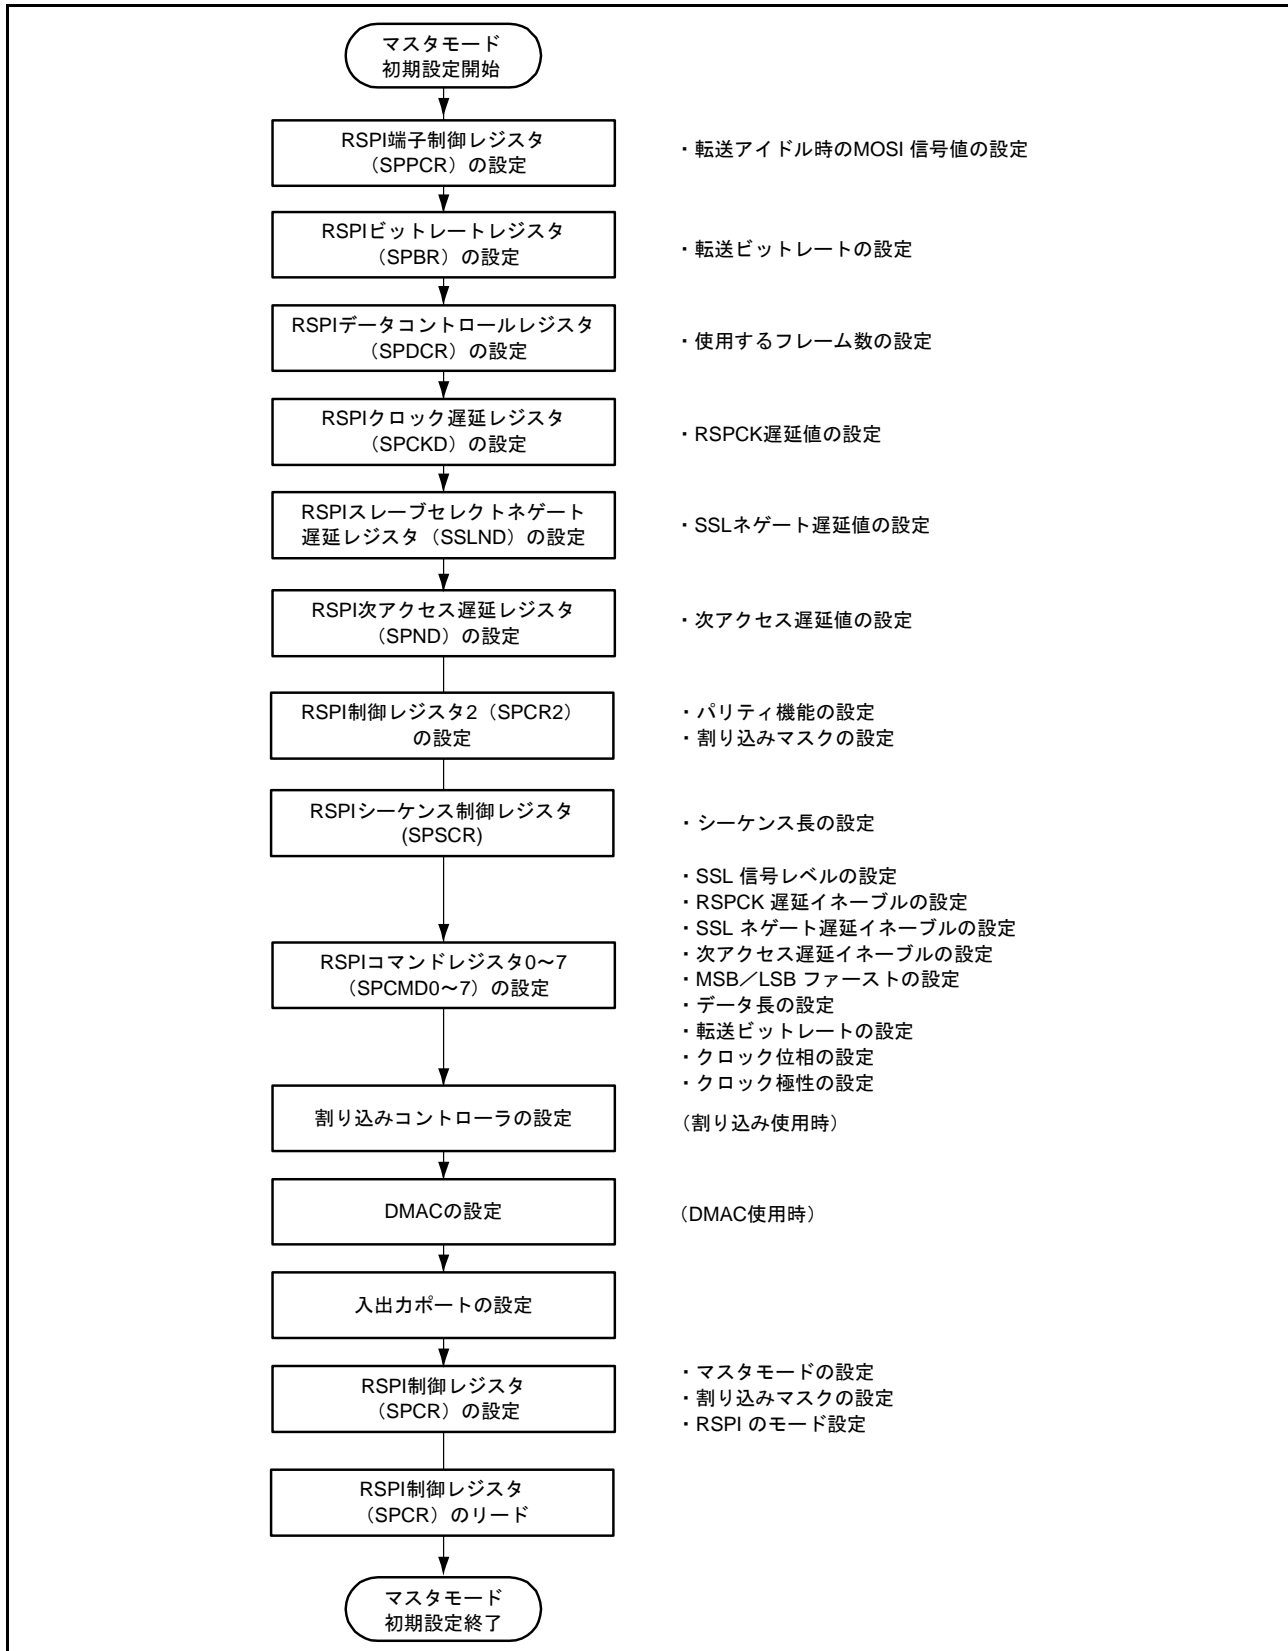 マスタモード
初期設定開始
RSPI端子制御レジスタ
（SPPCR）の設定
・転送アイドル時のMOSI 信号値の設定
RSPIビットレートレジスタ
（SPBR）の設定
・転送ビットレートの設定
RSPIデータコントロールレジスタ
（SPDCR）の設定
・使用するフレーム数の設定
RSPIクロック遅延レジスタ
（SPCKD）の設定
・RSPCK遅延値の設定
RSPIスレーブセレクトネゲート
遅延レジスタ（SSLND）の設定
・SSLネゲート遅延値の設定
RSPI次アクセス遅延レジスタ
（SPND）の設定
・次アクセス遅延値の設定
RSPI制御レジスタ2（SPCR2）
の設定
・パリティ機能の設定
・割り込みマスクの設定
RSPIシーケンス制御レジスタ
(SPSCR)
・シーケンス長の設定
RSPIコマンドレジスタ0～7
（SPCMD0～7）の設定
・SSL 信号レベルの設定
・RSPCK 遅延イネーブルの設定
・SSL ネゲート遅延イネーブルの設定
・次アクセス遅延イネーブルの設定
・MSB／LSB ファーストの設定
・データ長の設定
・転送ビットレートの設定
・クロック位相の設定
・クロック極性の設定
割り込みコントローラの設定
（割り込み使用時）
DMACの設定
（DMAC使用時）
入出力ポートの設定
RSPI制御レジスタ
（SPCR）の設定
・マスタモードの設定
・割り込みマスクの設定
・RSPI のモード設定
RSPI制御レジスタ
（SPCR）のリード
マスタモード
初期設定終了